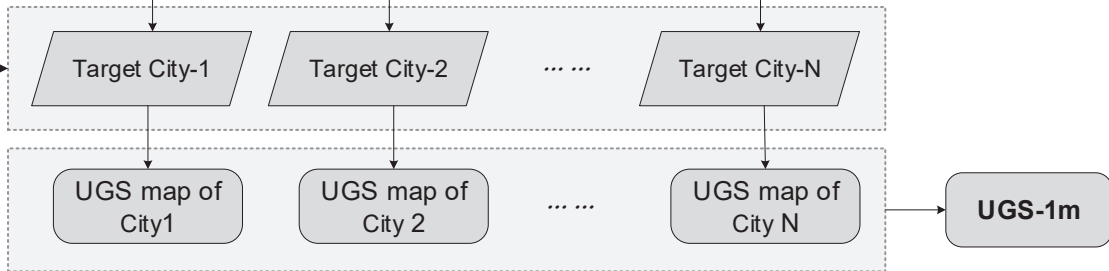 Target City-1
Target City-2
... ...
Target City-N
UGS map of
City1
UGS map of
City 2
... ...
UGS map of
City N
UGS-1m